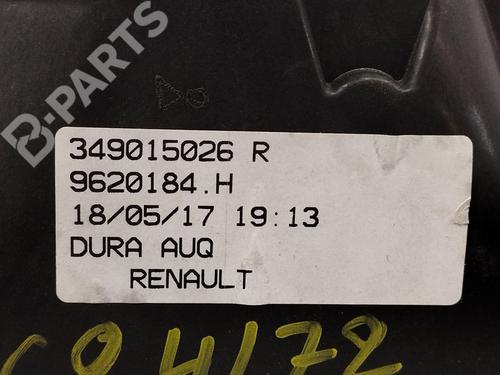 B-PARTS
349015026 R
9620184.H
18/05/17 19:13
DURA AUQ
RENAULT